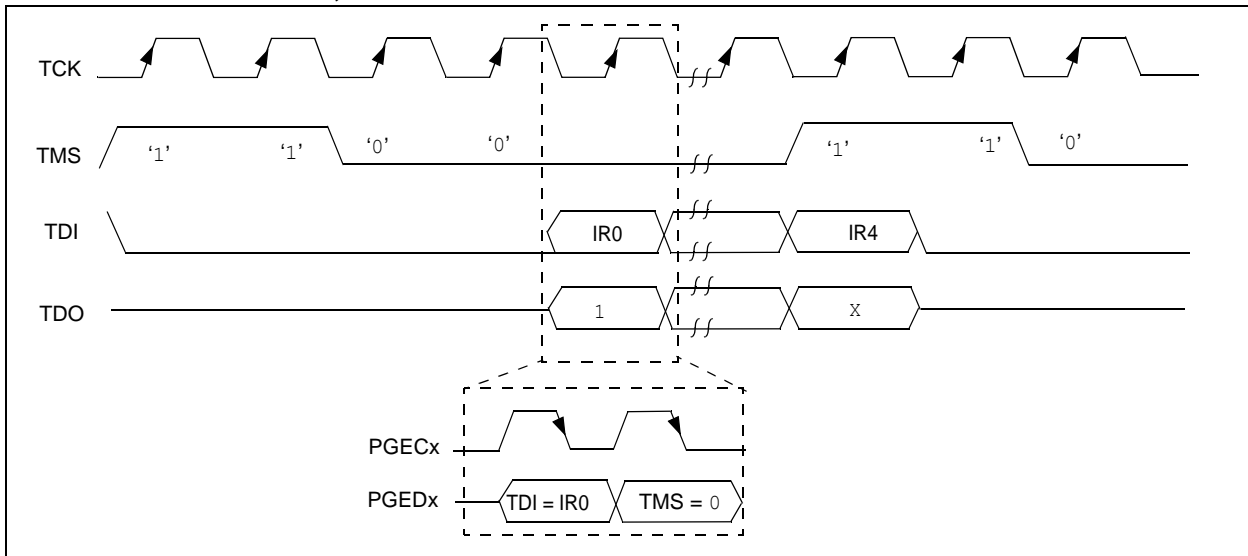 TCK
TMS ‘1’ ‘1’ ‘0’ ‘0’ ‘1’ ‘1’ ‘0’
TDI IR0 IR4
TDO 1 X
PGECx
PGEDx TDI = IR0 TMS = 0